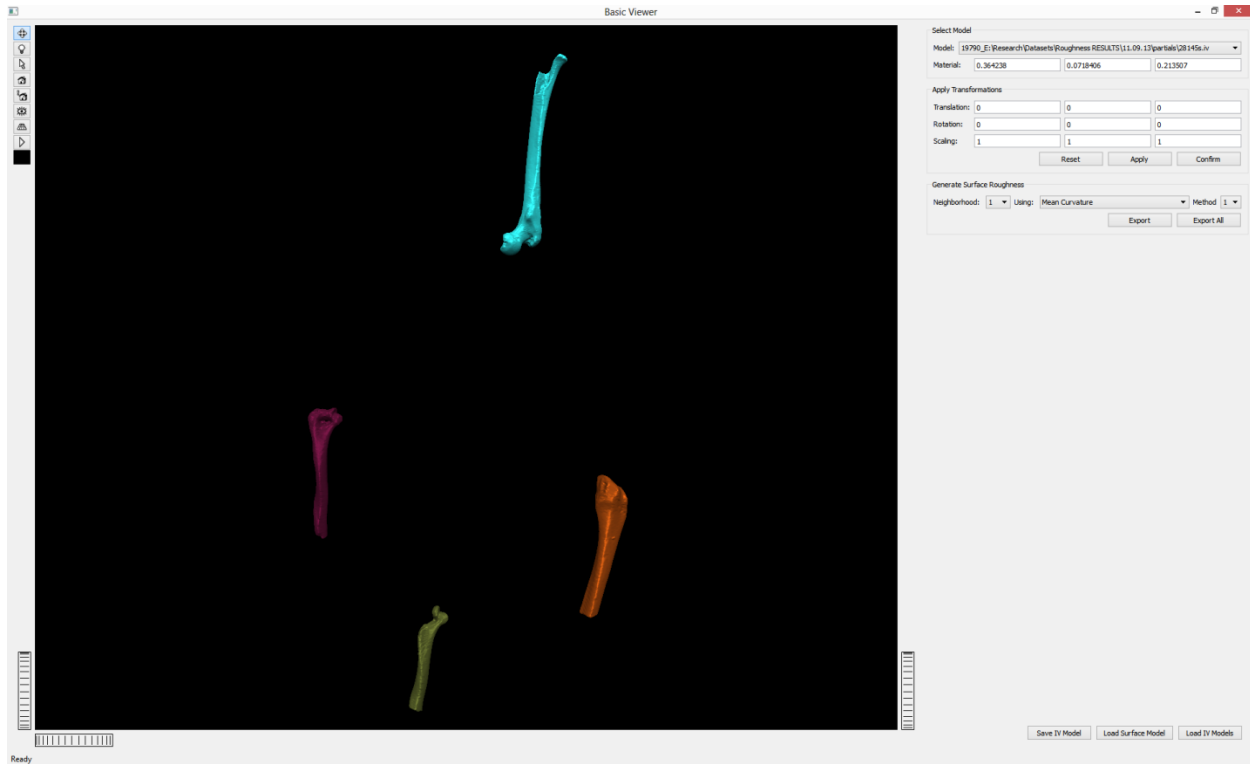 Basic Viewer
Select Model
Model: 19790_E:\Research\Datasets\Roughness RESULTS\11.09.13\partials\28145s.iv
Material: 0.364238 0.0718406 0.213507
Apply Transformations
Translation: 0 0 0
Rotation: 0 0 0
Scaling: 1 1 1
Reset Apply Confirm
Generate Surface Roughness
Neighborhood: 1 Using: Mean Curvature Method 1
Export Export All
Save IV Model Load Surface Model Load IV Models
Ready